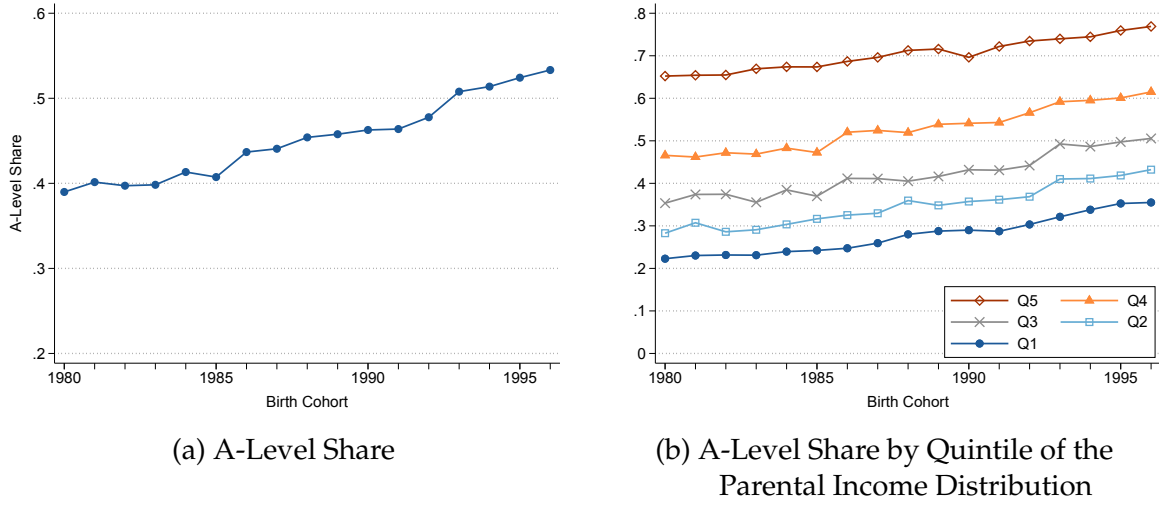 .6
.5
.4
.3
.2
A-Level Share
1980 1985 1990 1995
Birth Cohort
(a) A-Level Share
.8
.7
.6
.5
.4
.3
.2
.1
0
Q5 Q4
Q3 Q2
Q1
1980 1985 1990 1995
Birth Cohort
(b) A-Level Share by Quintile of the
Parental Income Distribution